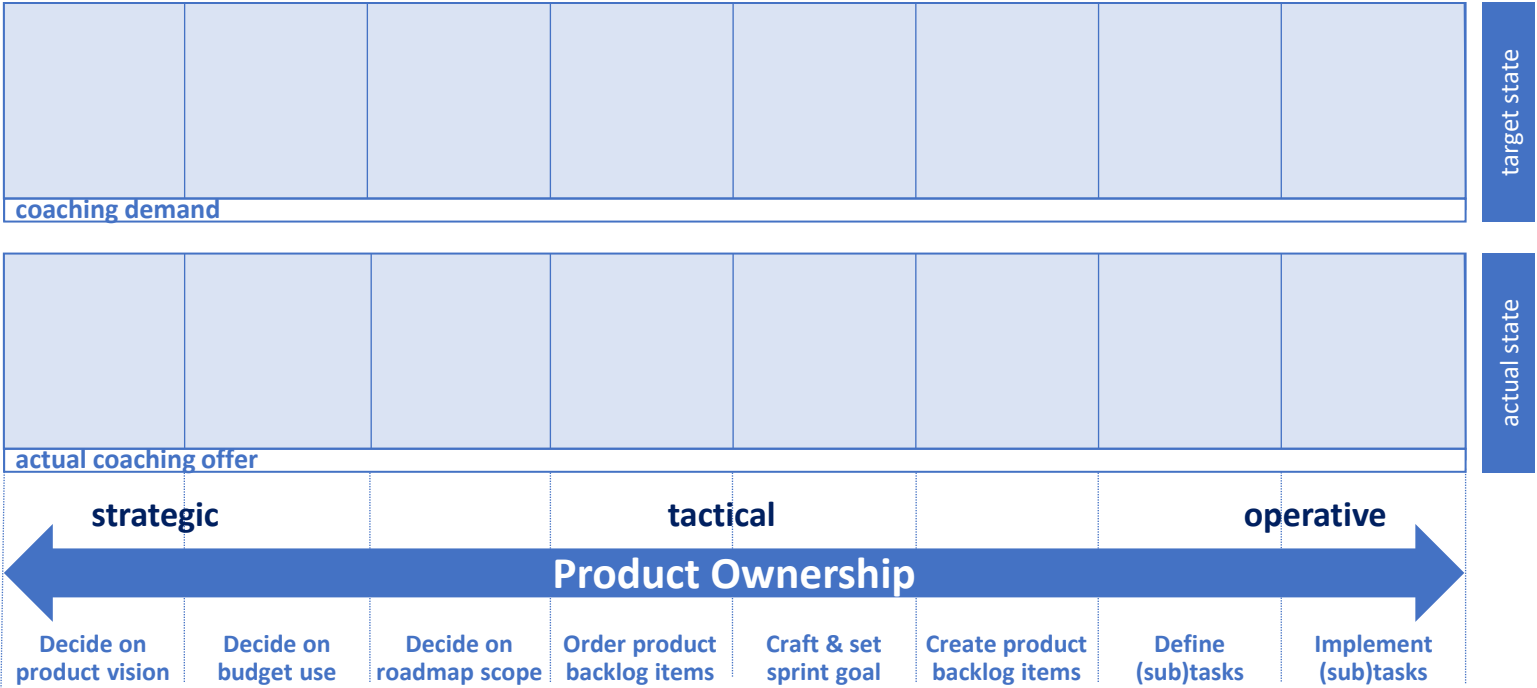 target state
coaching demand
actual state
actual coaching offer
strategic
tactical
operative
Product Ownership
Decide on
product vision
Decide on
budget use
Decide on
roadmap scope
Order product
backlog items
Craft & set
sprint goal
Create product
backlog items
Define
(sub)tasks
Implement
(sub)tasks